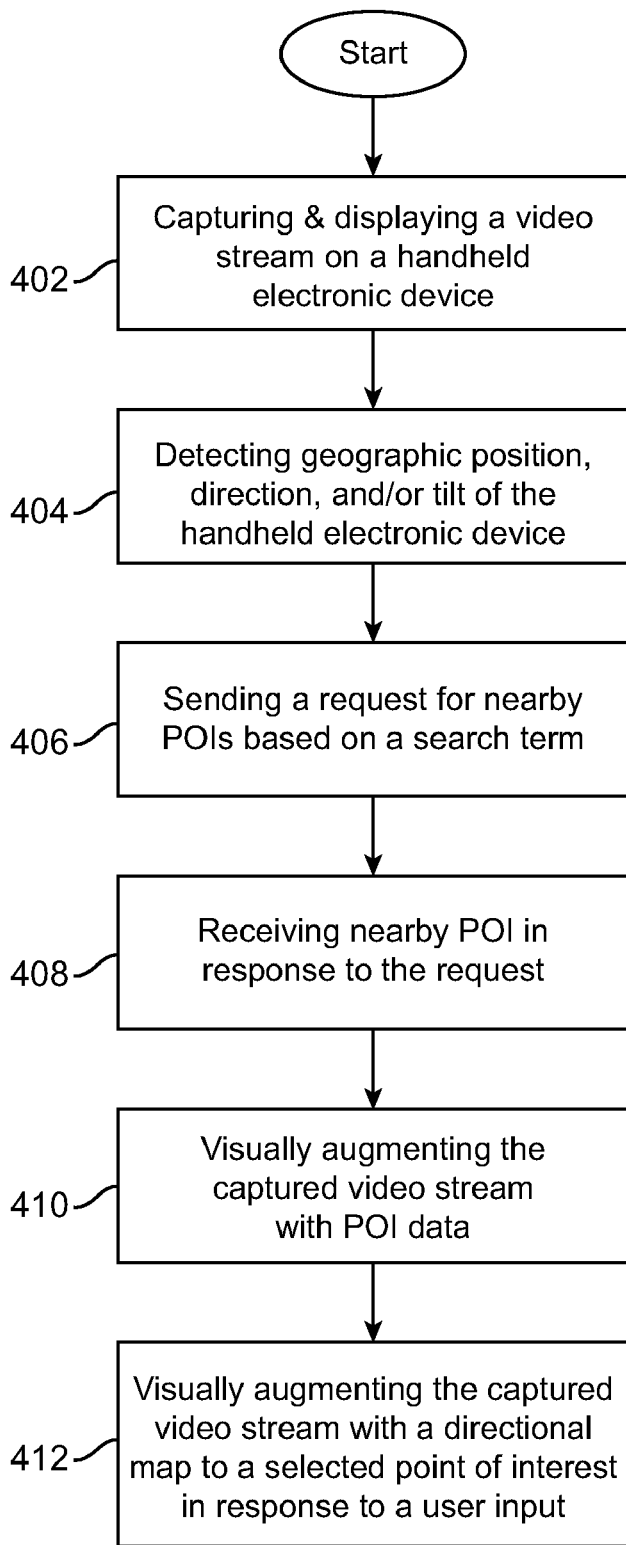 Start
Capturing & displaying a video
stream on a handheld
electronic device
402
Detecting geographic position,
direction, and/or tilt of the
handheld electronic device
404
Sending a request for nearby
POIs based on a search term
406
Receiving nearby POI in
response to the request
408
Visually augmenting the
captured video stream
with POI data
410
Visually augmenting the captured
video stream with a directional
map to a selected point of interest
in response to a user input
412